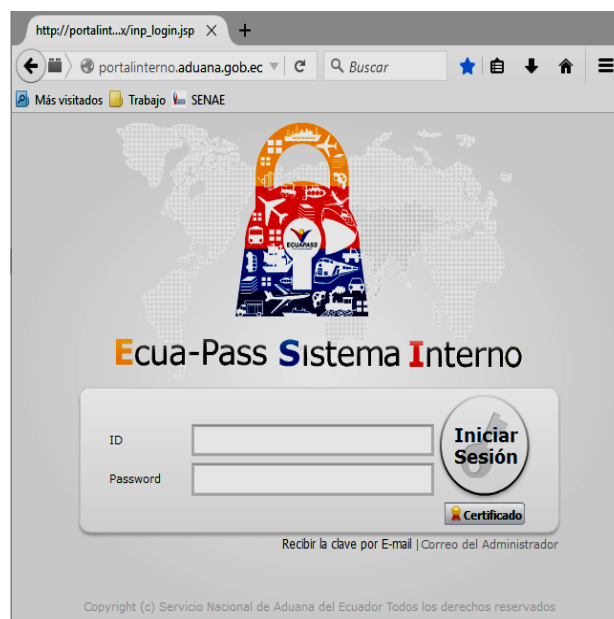 http://portalint...x/inp_login.jsp
portalinterno.aduana.gob.ec
Buscar
Más visitados
Trabajo
SENAE
ECUAPASS
Ecua-Pass Sistema Interno
ID
Password
Iniciar
Sesión
Certificado
Recibir la clave por E-mail | Correo del Administrador
Copyright (c) Servicio Nacional de Aduana del Ecuador Todos los derechos reservados